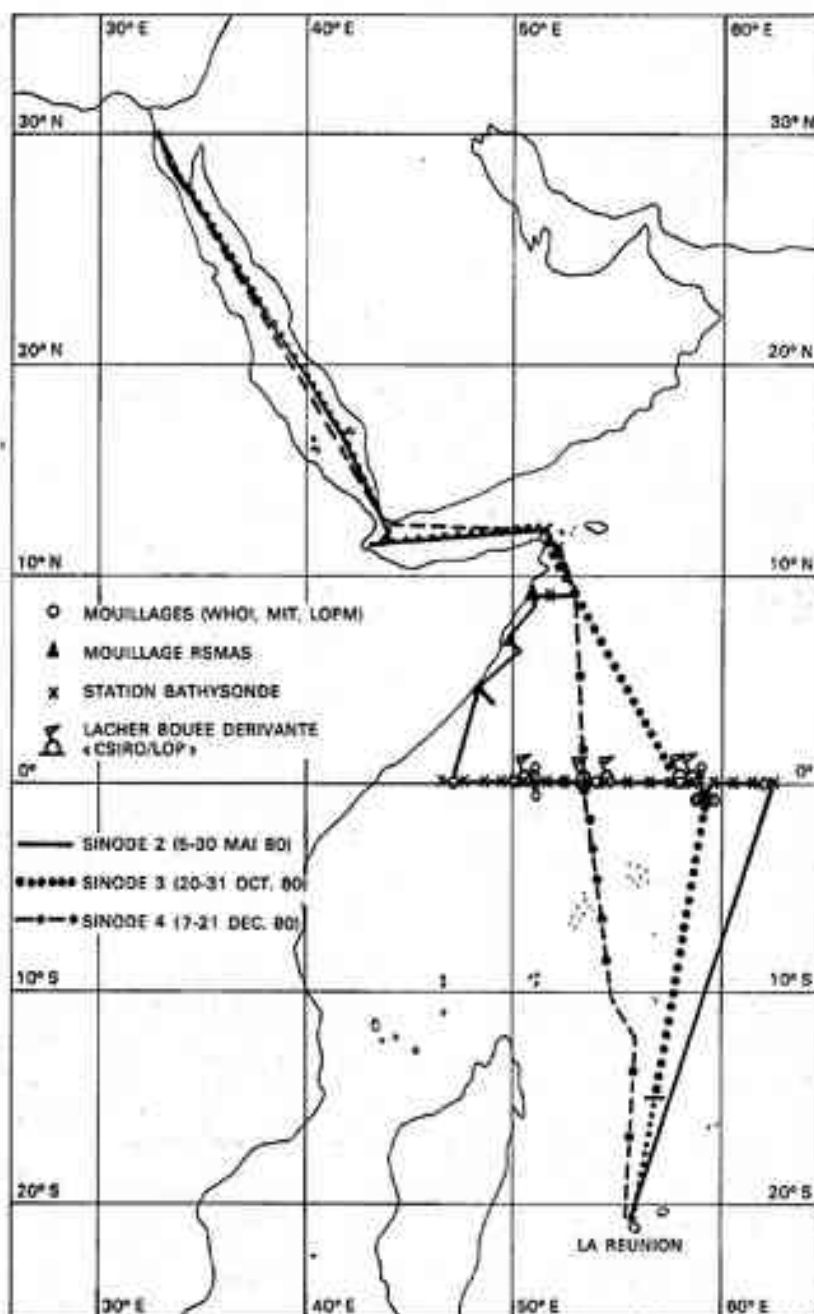 30° E 40° E 50° E 60° E
30° N 30° N
20° N 20° N
10° N 10° N
MOUILLAGES (WHOI, MIT, LOPM)
MOUILLAGE RSMAS
STATION BATHYSONDE
LACHER BOUEE DERIVANTE
« CSIRO/LOP »
0° 0°
SINODE 2 (5-30 MAI 80)
SINODE 3 (20-31 OCT. 80)
SINODE 4 (7-21 DEC. 80)
10° S 10° S
20° S 20° S
LA REUNION
30° E 40° E 50° E 60° E